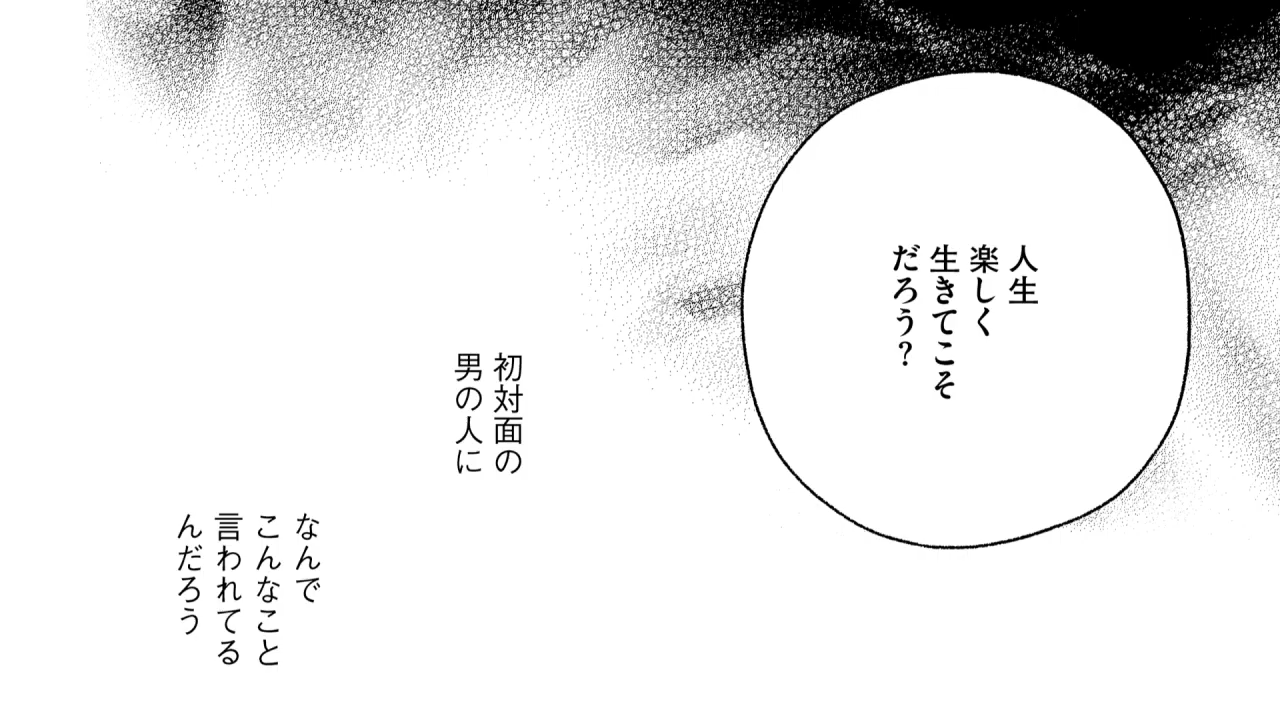 人生
楽しく
生きてこそ
だろう?
初対面の
男の人に
なんで
こんなこと
言われてる
んだろう